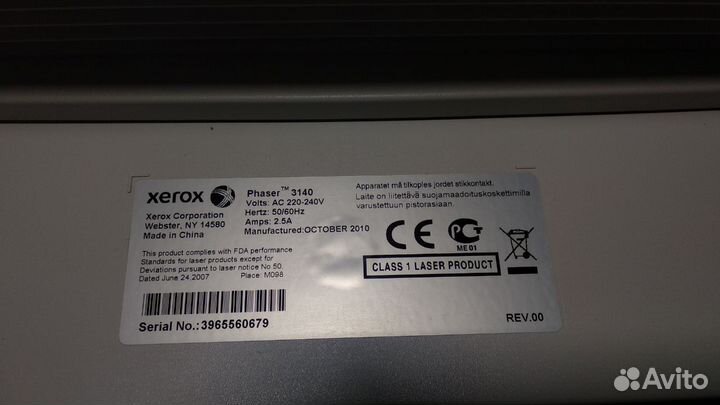 xerox
Xerox Corporation
Webster, NY 14580
Made in China
Phaser™ 3140
Volts: AC 220-240V
Hertz: 50/60Hz
Amps: 2.5A
Manufactured:OCTOBER 2010
This product complies with FDA performance
Standards for laser products except for
Deviations pursuant to laser notice No 50.
Dated June 24,2007 Place: M098
Serial No.:3965560679
Apparatet må tilkoples jordet stikkontakt.
Laite on liitettävä suojamaadoituskoskettimilla
varustettuun pistorasiaan.
CE
РСТ
ME 01
CLASS 1 LASER PRODUCT
REV.00
Avito